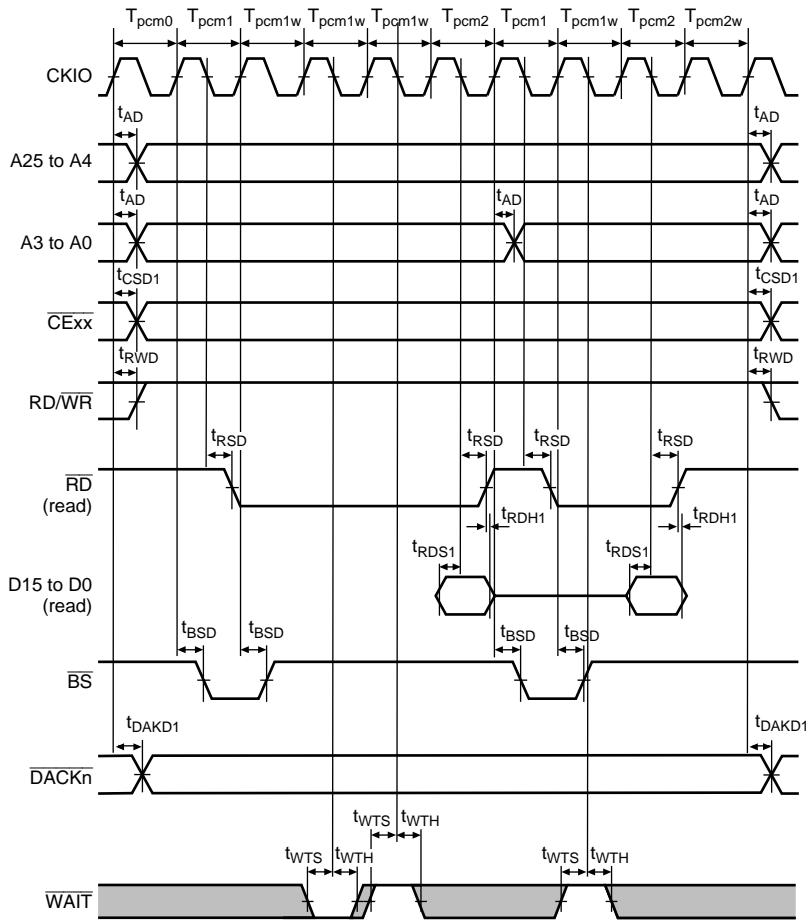 Tpcm0 Tpcm1 Tpcm1w Tpcm1w Tpcm1w Tpcm2 Tpcm1 Tpcm1w Tpcm2 Tpcm2w
CKIO
tAD tAD
A25 to A4
tAD tAD tAD
A3 to A0
tCSD1 tCSD1
CExx
tRWD tRWD
RD/WR
tRSD tRSD tRSD tRSD
RD
(read)
tRDH1 tRDH1
tRDS1 tRDS1
D15 to D0
(read)
tBSD tBSD tBSD tBSD
BS
tDAKD1 tDAKD1
DACKn
tWTS tWTH
tWTS tWTH tWTS tWTH
WAIT